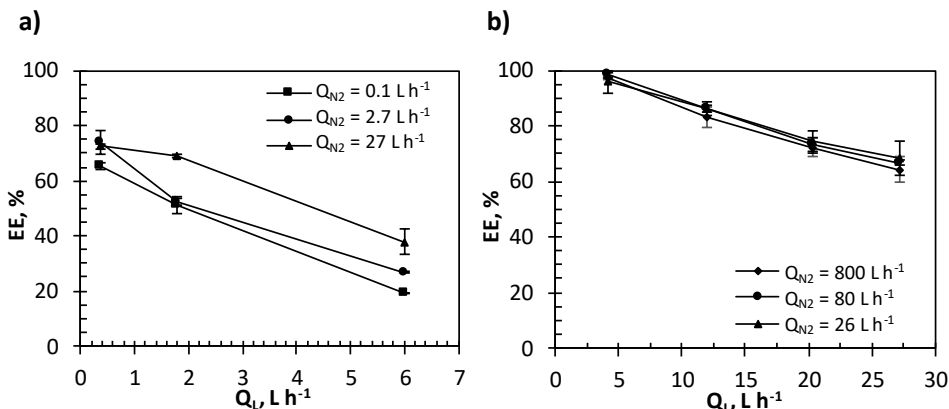 a)
EE, %
100
80
60
40
20
0
Q_N2 = 0.1 L h⁻¹
Q_N2 = 2.7 L h⁻¹
Q_N2 = 27 L h⁻¹
0 1 2 3 4 5 6 7
Q_L, L h⁻¹
b)
EE, %
100
80
60
40
20
0
Q_N2 = 800 L h⁻¹
Q_N2 = 80 L h⁻¹
Q_N2 = 26 L h⁻¹
0 5 10 15 20 25 30
Q_L, L h⁻¹